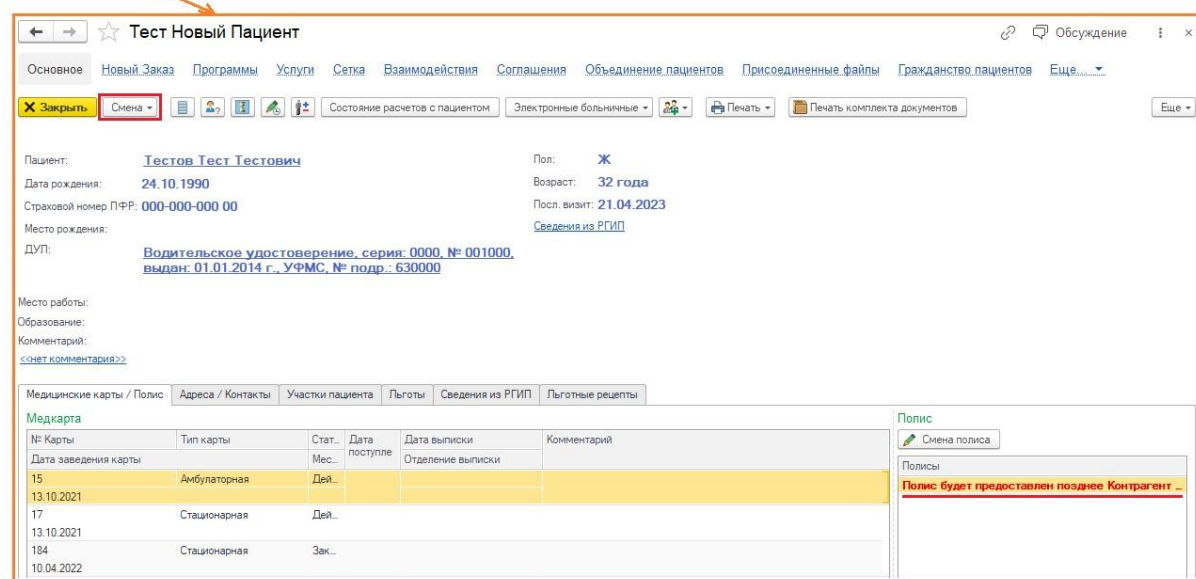 Тест Новый Пациент
Обсуждение
Основное Новый Заказ Программы Услуги Сетка Взаимодействия Соглашения Объединение пациентов Присоединенные файлы Гражданство пациентов Еще...
Закрыть Смена Состояние расчетов с пациентом Электронные больничные Печать Печать комплекта документов Еще
Пациент: Тестов Тест Тестович Пол: Ж
Дата рождения: 24.10.1990 Возраст: 32 года
Страховой номер ПФР: 000-000-000 00 Посл. визит: 21.04.2023
Место рождения: Сведения из РГИП
ДУП: Водительское удостоверение, серия: 0000, № 001000,
выдан: 01.01.2014 г., УФМС, № подр.: 630000
Место работы:
Образование:
Комментарий:
<<нет комментария>>
Медицинские карты / Полис Адреса / Контакты Участки пациента Льготы Сведения из РГИП Льготные рецепты
Медкарта Полис
Смена полиса
№ Карты Тип карты Стат... Дата поступле Дата выписки Комментарий
Дата заведения карты Мес... Отделение выписки
Полисы
15 Амбулаторная Дей... Полис будет предоставлен позднее Контрагент ...
13.10.2021
17 Стационарная Дей...
13.10.2021
184 Стационарная Зак...
10.04.2022